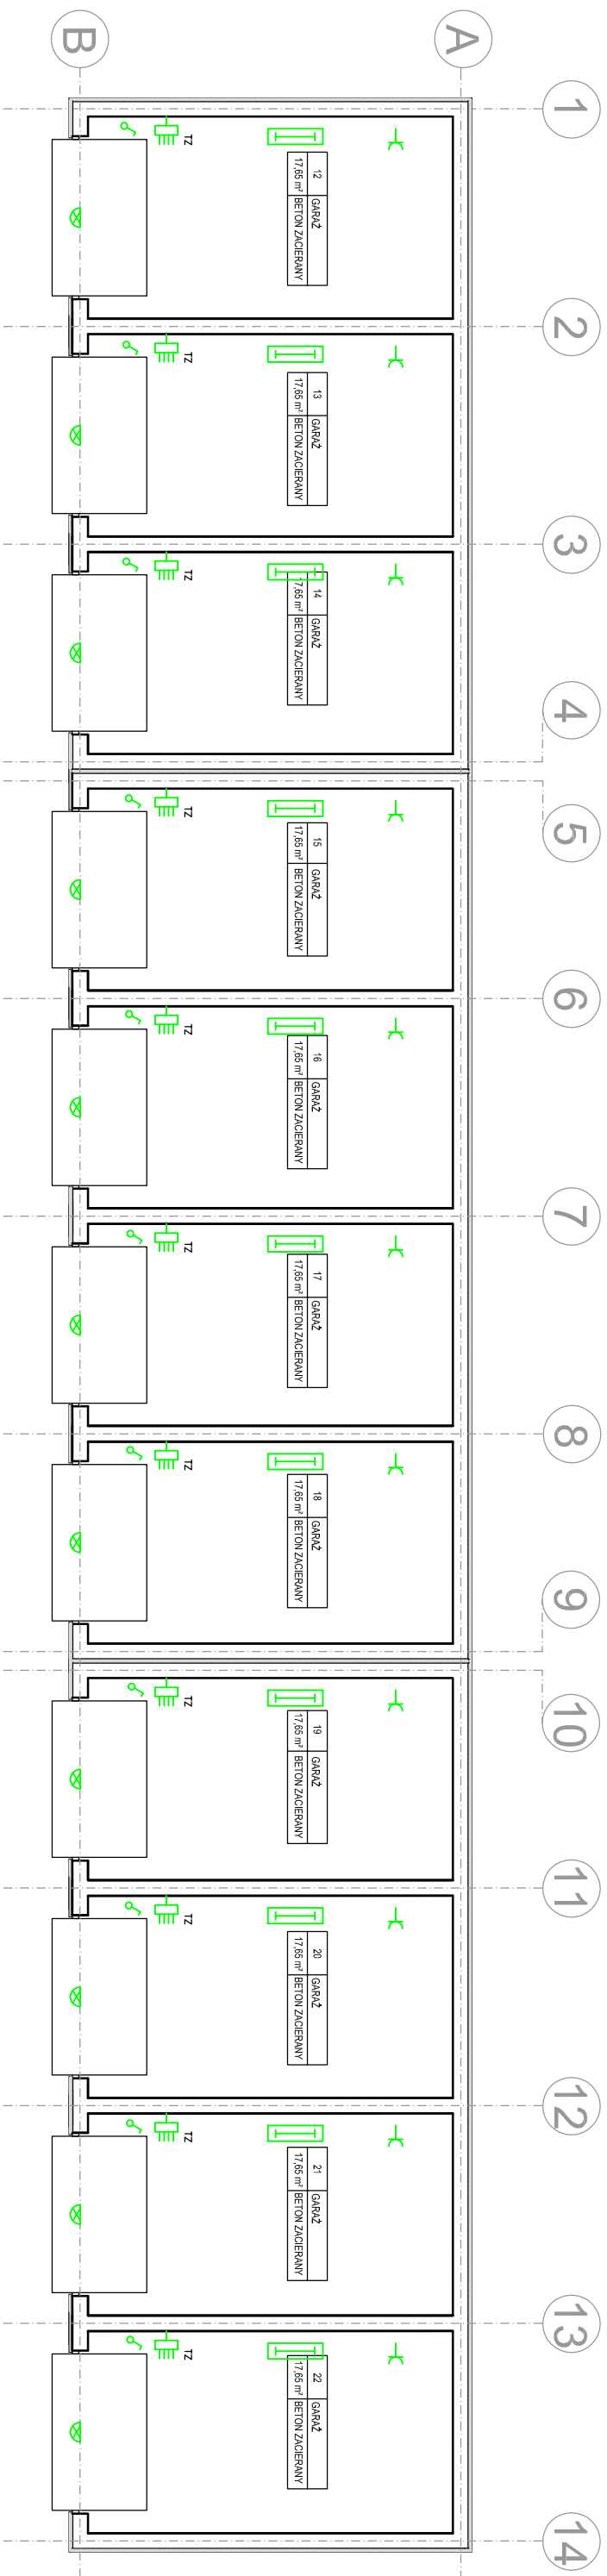 B
A
1
2
3
4
5
6
7
8
9
10
11
12
13
14
TZ
12 GARAŻ
17,65 m² BETON ZACIERANY
TZ
13 GARAŻ
17,65 m² BETON ZACIERANY
TZ
14 GARAŻ
17,65 m² BETON ZACIERANY
TZ
15 GARAŻ
17,65 m² BETON ZACIERANY
TZ
16 GARAŻ
17,65 m² BETON ZACIERANY
TZ
17 GARAŻ
17,65 m² BETON ZACIERANY
TZ
18 GARAŻ
17,65 m² BETON ZACIERANY
TZ
19 GARAŻ
17,65 m² BETON ZACIERANY
TZ
20 GARAŻ
17,65 m² BETON ZACIERANY
TZ
21 GARAŻ
17,65 m² BETON ZACIERANY
TZ
22 GARAŻ
17,65 m² BETON ZACIERANY